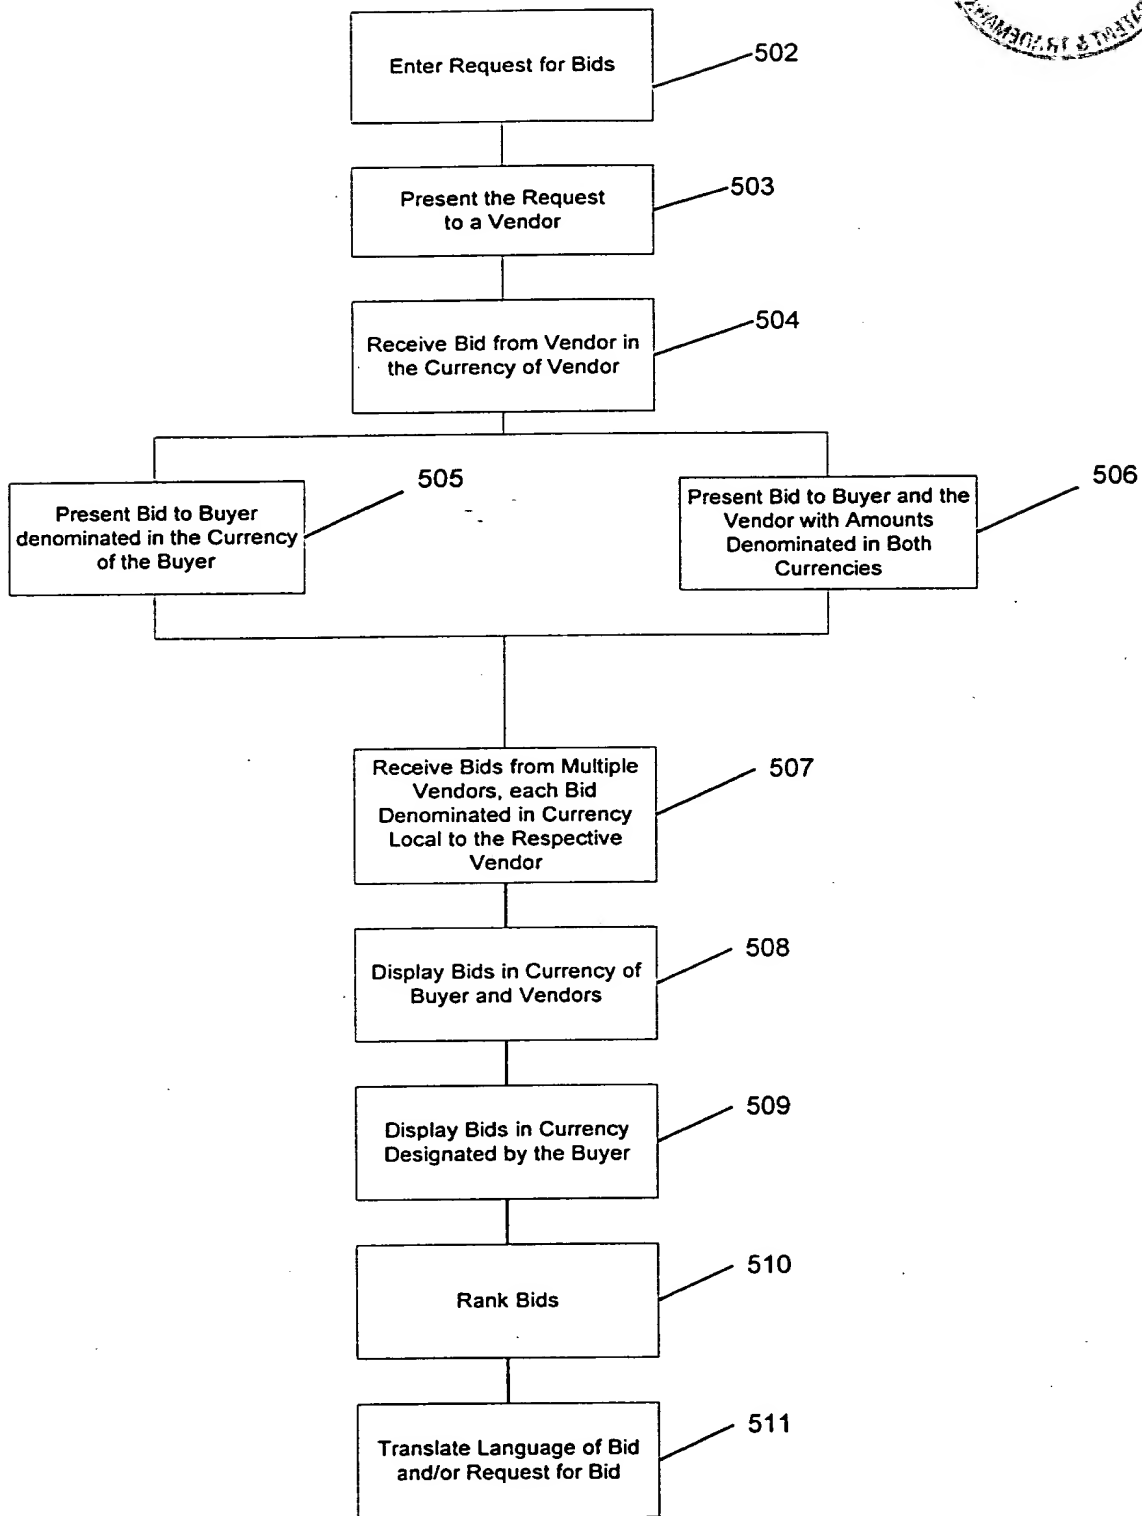 Enter Request for Bids
502
Present the Request
to a Vendor
503
Receive Bid from Vendor in
the Currency of Vendor
504
Present Bid to Buyer
denominated in the Currency
of the Buyer
505
Present Bid to Buyer and the
Vendor with Amounts
Denominated in Both
Currencies
506
Receive Bids from Multiple
Vendors, each Bid
Denominated in Currency
Local to the Respective
Vendor
507
Display Bids in Currency of
Buyer and Vendors
508
Display Bids in Currency
Designated by the Buyer
509
Rank Bids
510
Translate Language of Bid
and/or Request for Bid
511